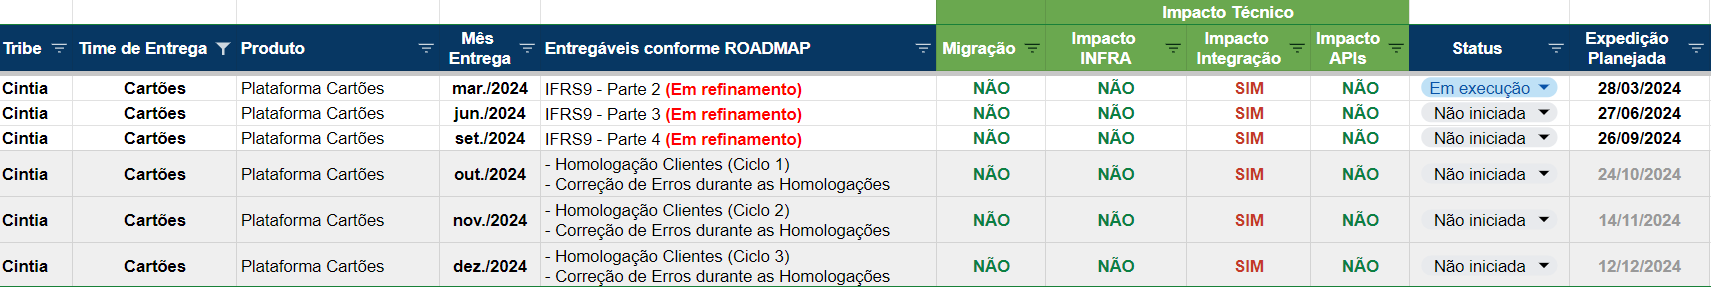 Impacto Técnico
Tribe Time de Entrega Produto Mês Entrega Entregáveis conforme ROADMAP Migração Impacto INFRA Impacto Integração Impacto APIs Status Expedição Planejada
Cintia Cartões Plataforma Cartões mar./2024 IFRS9 - Parte 2 (Em refinamento) NÃO NÃO SIM NÃO Em execução 28/03/2024
Cintia Cartões Plataforma Cartões jun./2024 IFRS9 - Parte 3 (Em refinamento) NÃO NÃO SIM NÃO Não iniciada 27/06/2024
Cintia Cartões Plataforma Cartões set./2024 IFRS9 - Parte 4 (Em refinamento) NÃO NÃO SIM NÃO Não iniciada 26/09/2024
Cintia Cartões Plataforma Cartões out./2024 - Homologação Clientes (Ciclo 1)
- Correção de Erros durante as Homologações NÃO NÃO SIM NÃO Não iniciada 24/10/2024
Cintia Cartões Plataforma Cartões nov./2024 - Homologação Clientes (Ciclo 2)
- Correção de Erros durante as Homologações NÃO NÃO SIM NÃO Não iniciada 14/11/2024
Cintia Cartões Plataforma Cartões dez./2024 - Homologação Clientes (Ciclo 3)
- Correção de Erros durante as Homologações NÃO NÃO SIM NÃO Não iniciada 12/12/2024